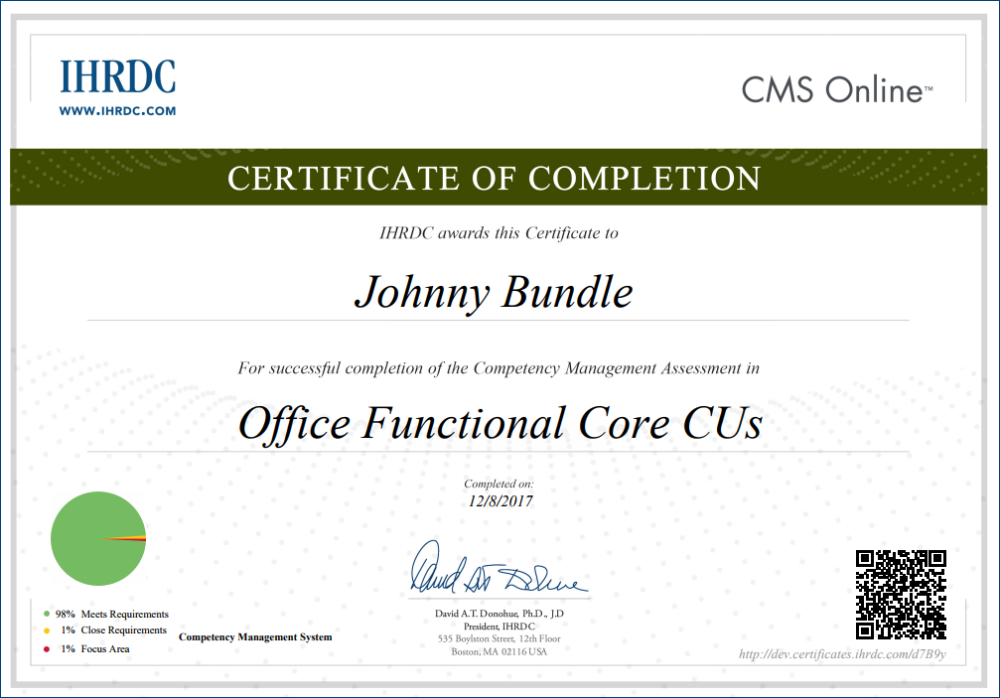 IHRDC
WWW.IHRDC.COM
CMS Online™
CERTIFICATE OF COMPLETION
IHRDC awards this Certificate to
Johnny Bundle
For successful completion of the Competency Management Assessment in
Office Functional Core CUs
Completed on:
12/8/2017
98% Meets Requirements
1% Close Requirements
1% Focus Area
Competency Management System
David A.T. Donohue, Ph.D., J.D
President, IHRDC
535 Boylston Street, 12th Floor
Boston, MA 02116 USA
http://dev.certificates.ihrdc.com/d7B9y